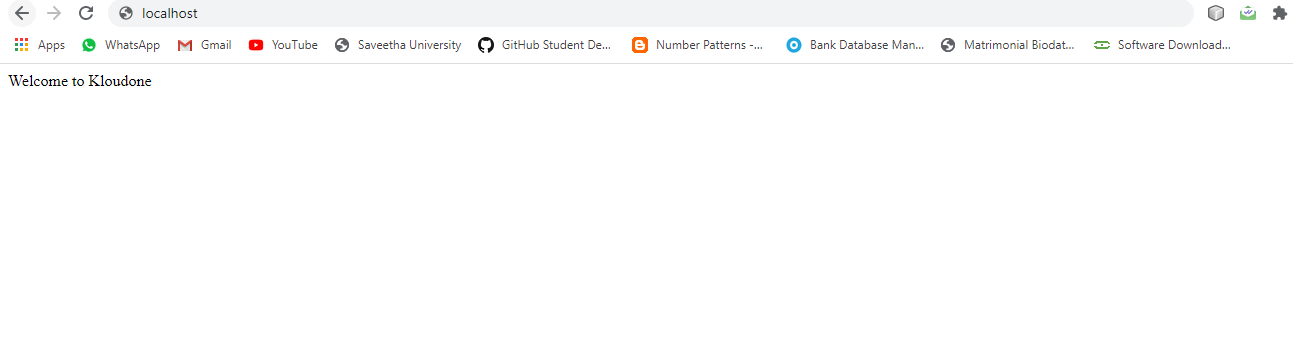 localhost
Apps WhatsApp Gmail YouTube Saveetha University GitHub Student De... Number Patterns -... Bank Database Man... Matrimonial Biodat... Software Download...
Welcome to Kloudone